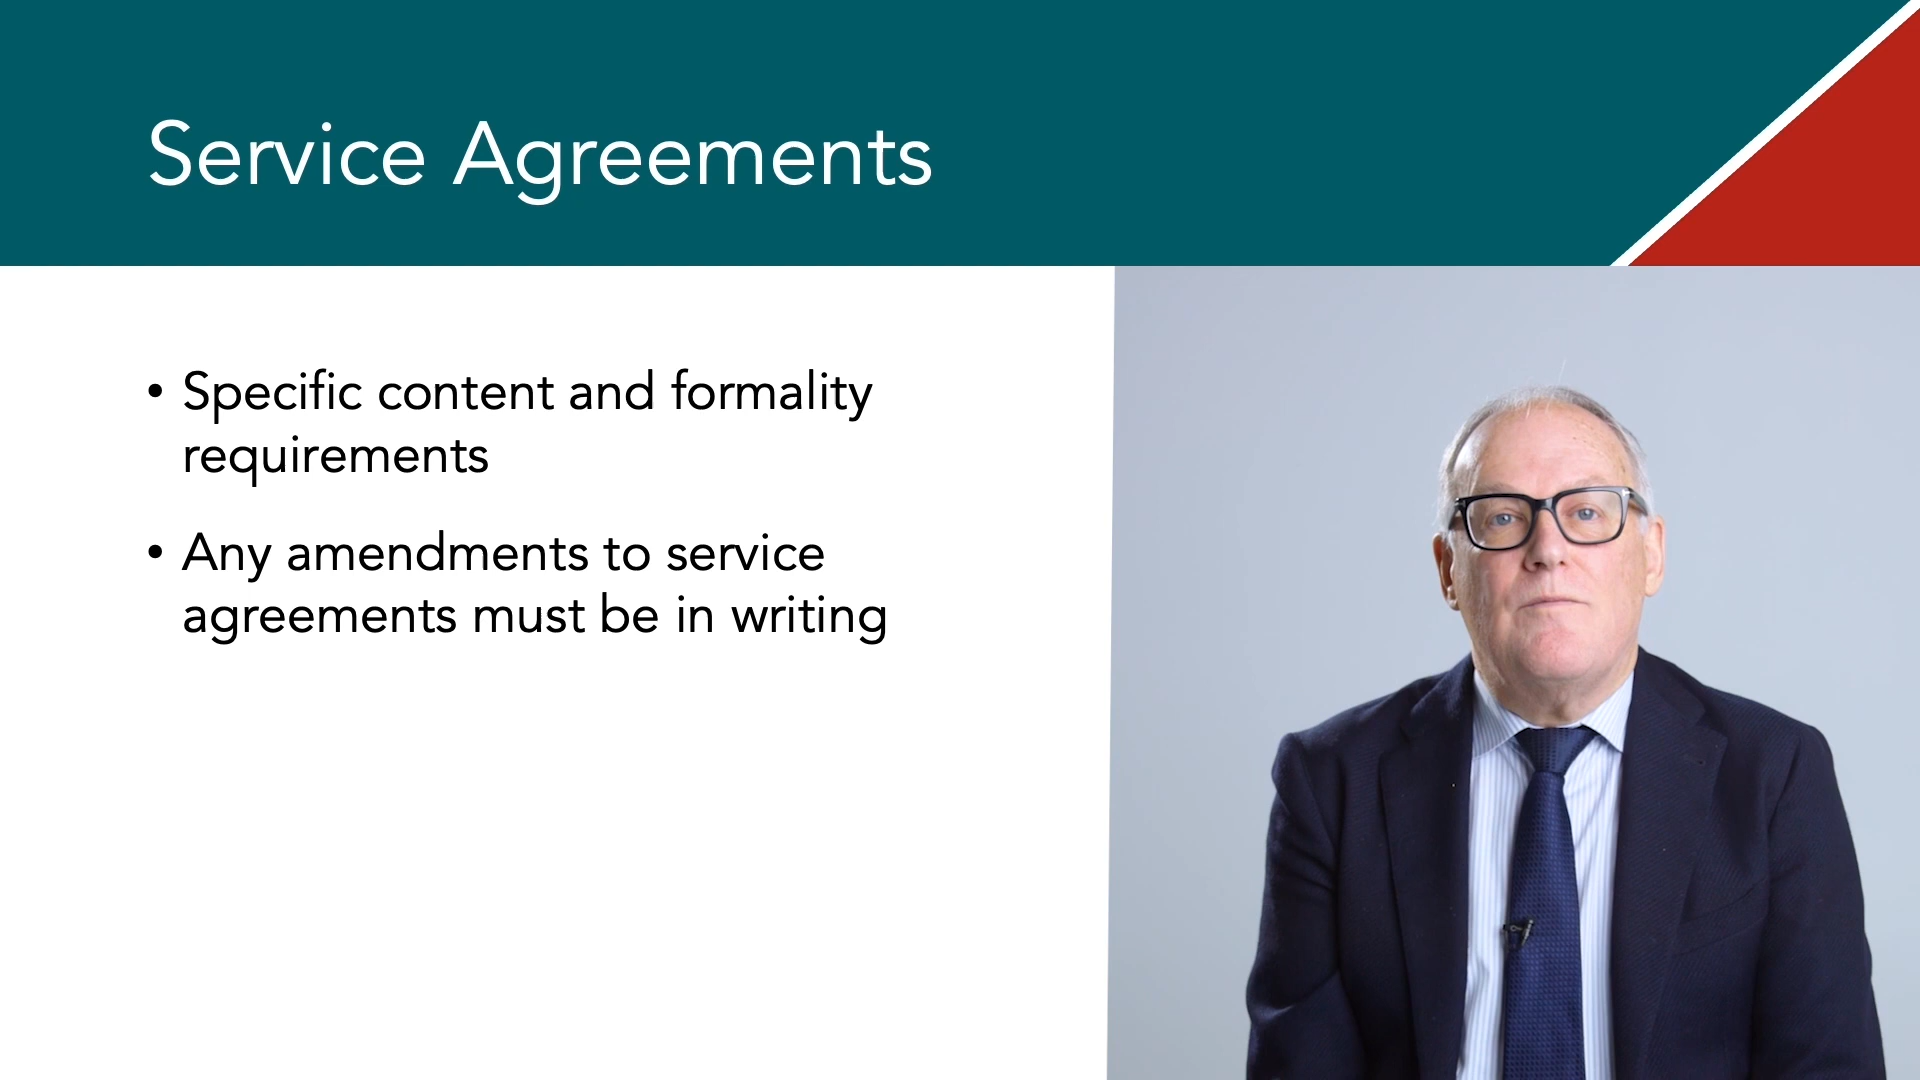 Service Agreements
• Specific content and formality
requirements
• Any amendments to service
agreements must be in writing